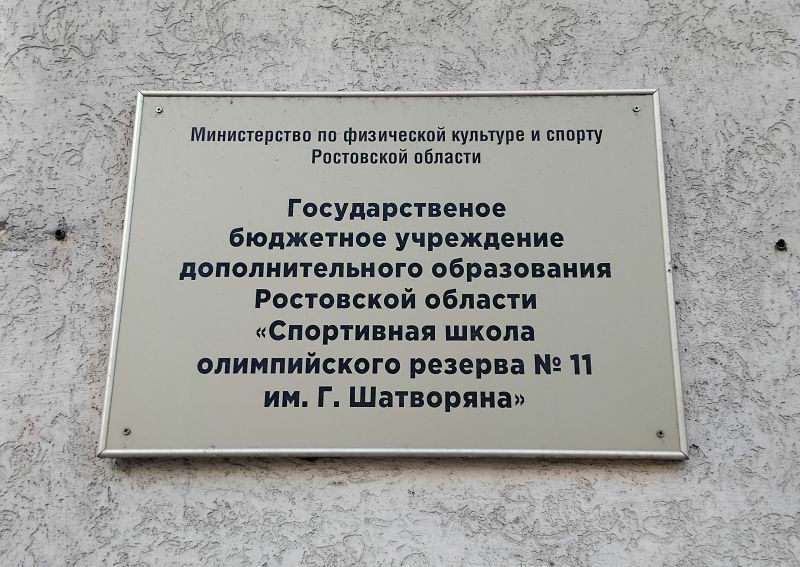 Министерство по физической культуре и спорту
Ростовской области
Государственое
бюджетное учреждение
дополнительного образования
Ростовской области
«Спортивная школа
олимпийского резерва № 11
им. Г. Шатворяна»